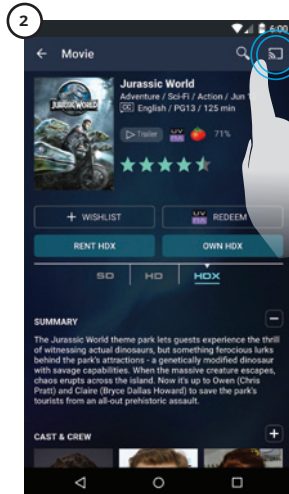 2
6:00
Movie
JURASSIC WORLD
Jurassic World
Adventure / Sci-Fi / Action / Jun 1
CC English / PG13 / 125 min
Trailer UV 71%
+ WISHLIST
UV REDEEM
RENT HDX
OWN HDX
SD HD HDX
SUMMARY
The Jurassic World theme park lets guests experience the thrill
of witnessing actual dinosaurs, but something ferocious lurks
behind the park's attractions - a genetically modified dinosaur
with savage capabilities. When the massive creature escapes,
chaos erupts across the island. Now it's up to Owen (Chris
Pratt) and Claire (Bryce Dallas Howard) to save the park's
tourists from an all-out prehistoric assault.
CAST & CREW